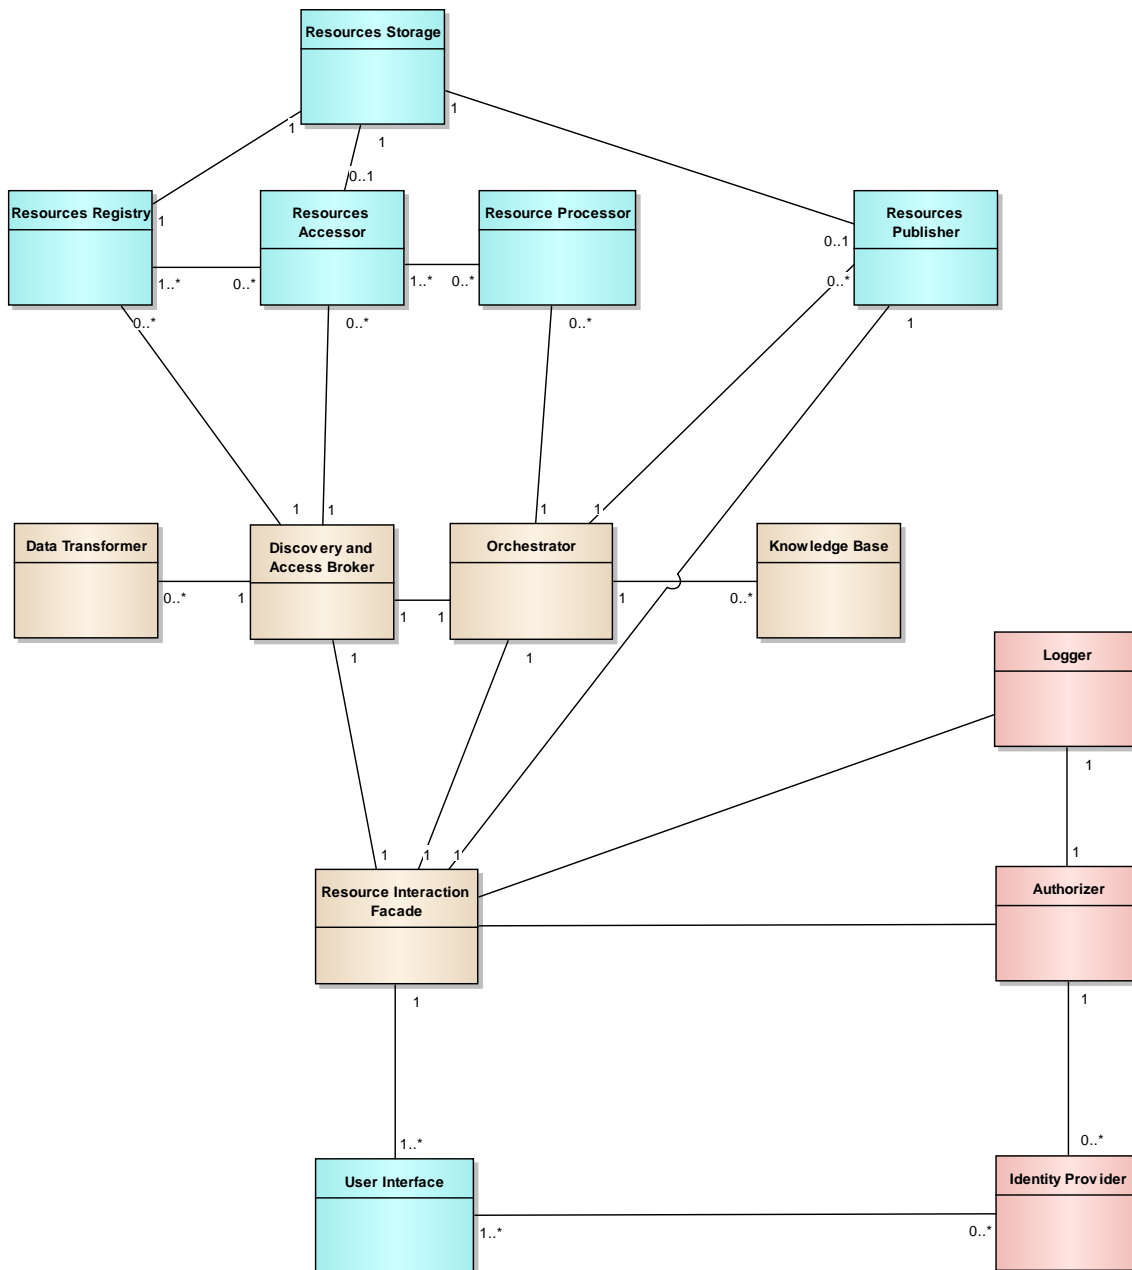 Resources Storage
1
1
1
0..1
Resources Registry
Resources
Accessor
Resource Processor
Resources
Publisher
1
0..1
1..*
0..*
1..*
0..*
0..*
0..*
0..*
0..*
1
1
1
1
1
Data Transformer
Discovery and
Access Broker
Orchestrator
Knowledge Base
0..*
1
1
1
1
0..*
1
1
Logger
1
1
1
1
1
Resource Interaction
Facade
Authorizer
1
1
1..*
0..*
User Interface
Identity Provider
1..*
0..*